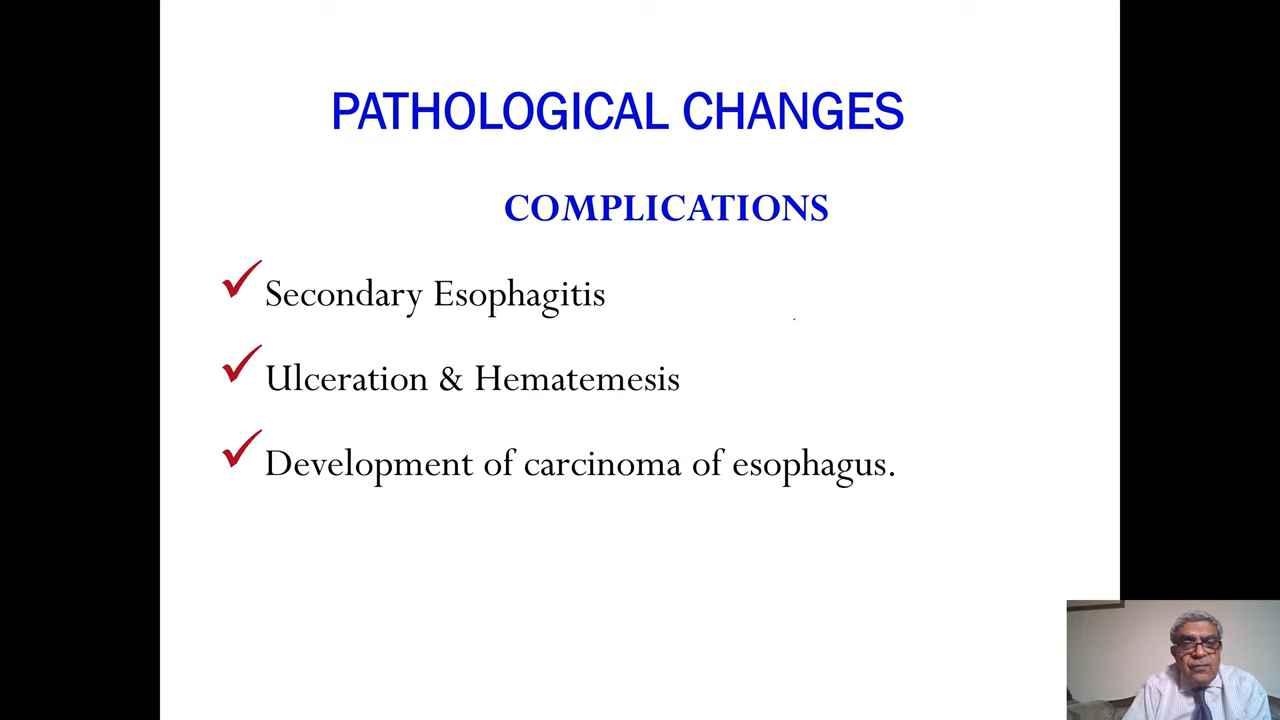 PATHOLOGICAL CHANGES
COMPLICATIONS
Secondary Esophagitis
Ulceration & Hematemesis
Development of carcinoma of esophagus.